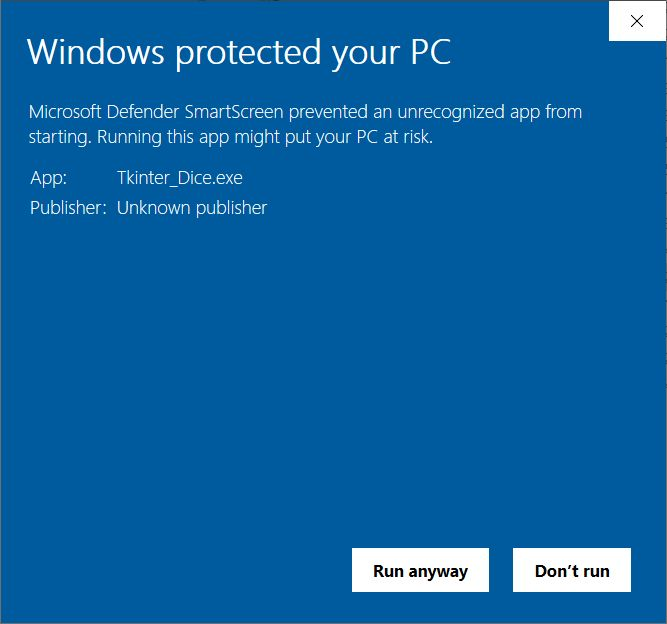 Windows protected your PC
Microsoft Defender SmartScreen prevented an unrecognized app from
starting. Running this app might put your PC at risk.
App: Tkinter_Dice.exe
Publisher: Unknown publisher
Run anyway Don’t run